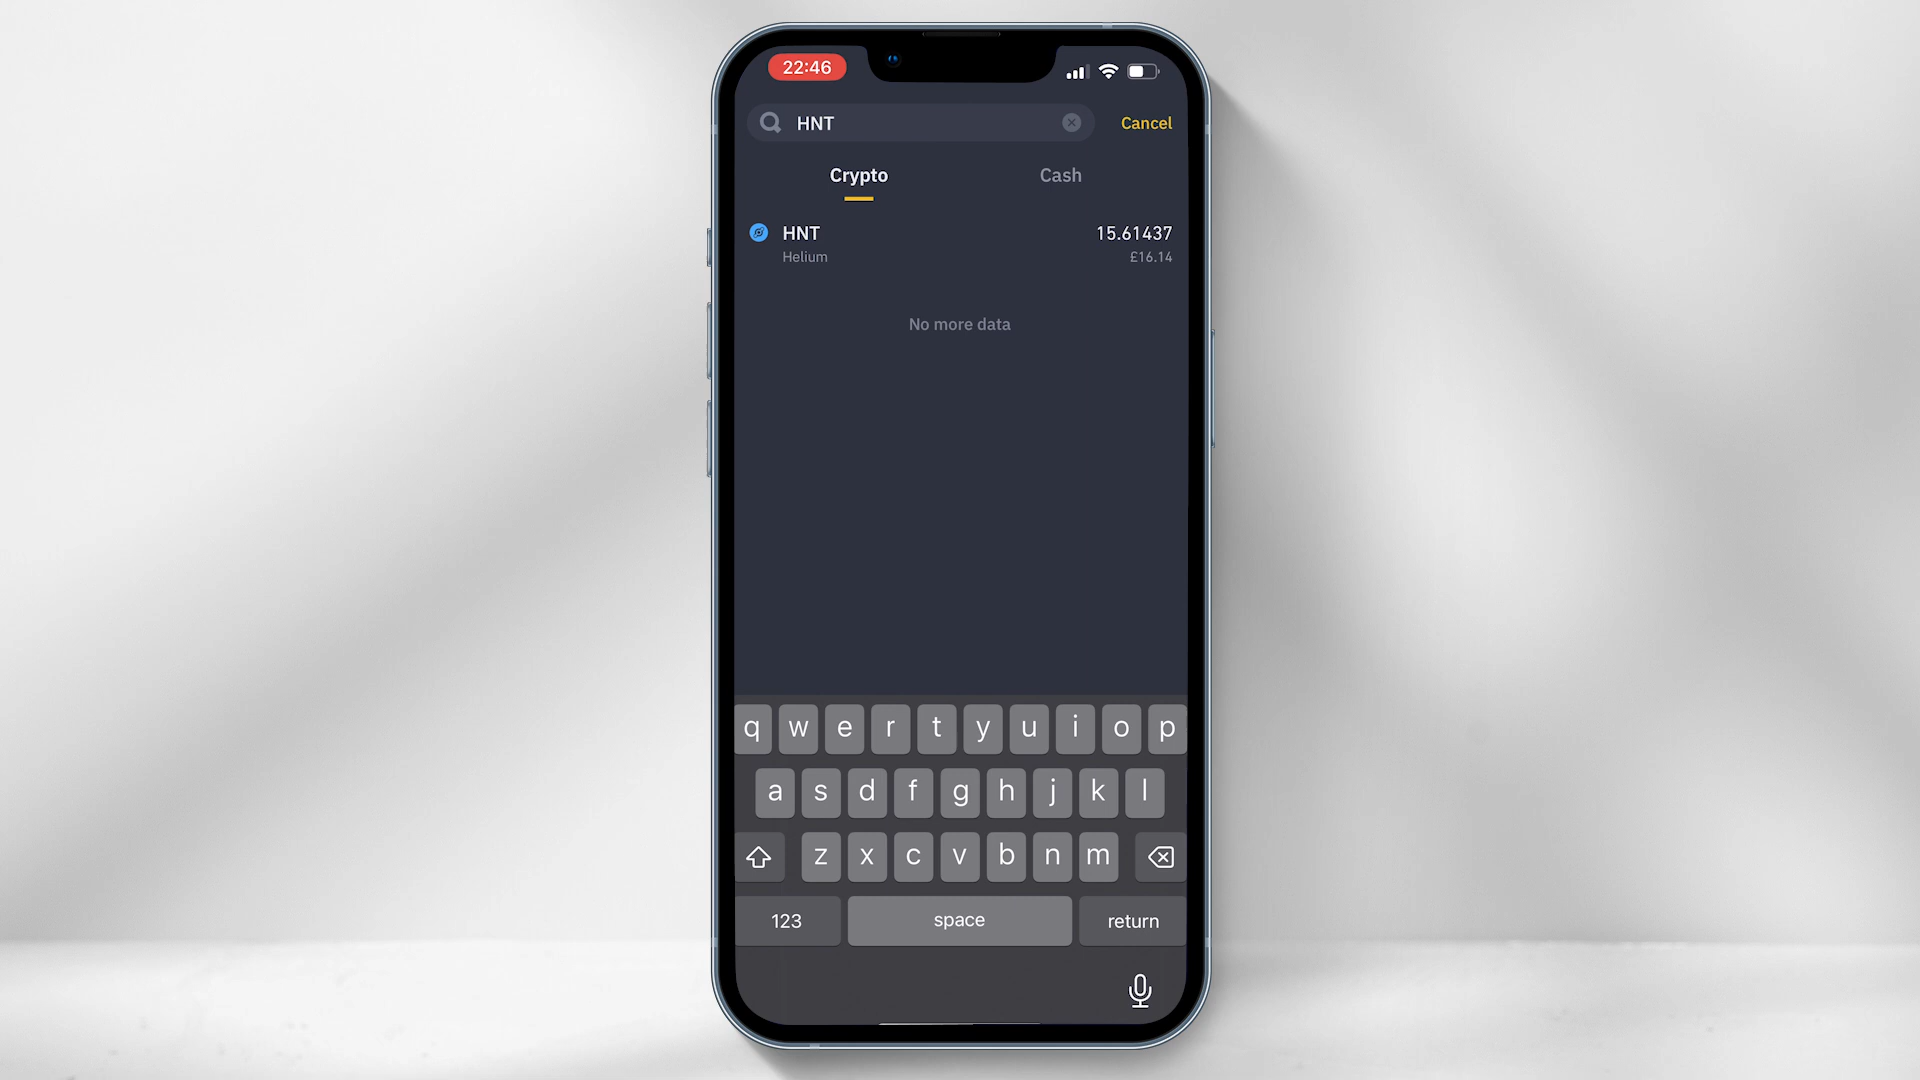 22:46
HNT
Cancel
Crypto Cash
HNT 15.61437
Helium £16.14
No more data
q w e r t y u i o p
a s d f g h j k l
z x c v b n m
123 space return